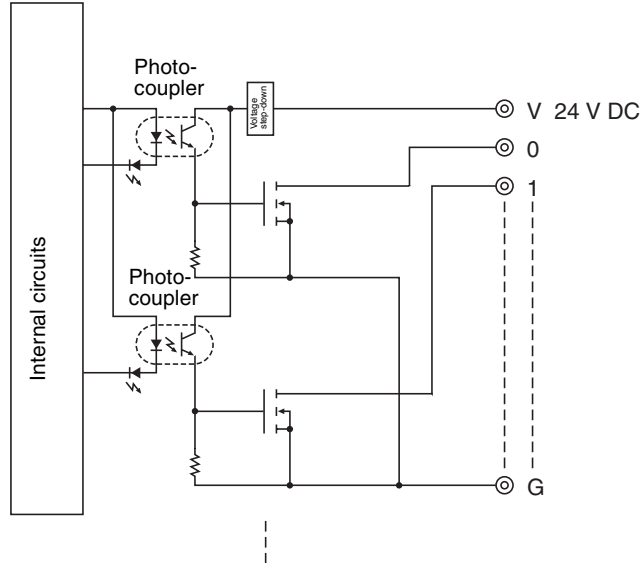 Photo-
coupler
Voltage
step-down
V 24 V DC
0
1
Internal circuits
Photo-
coupler
G